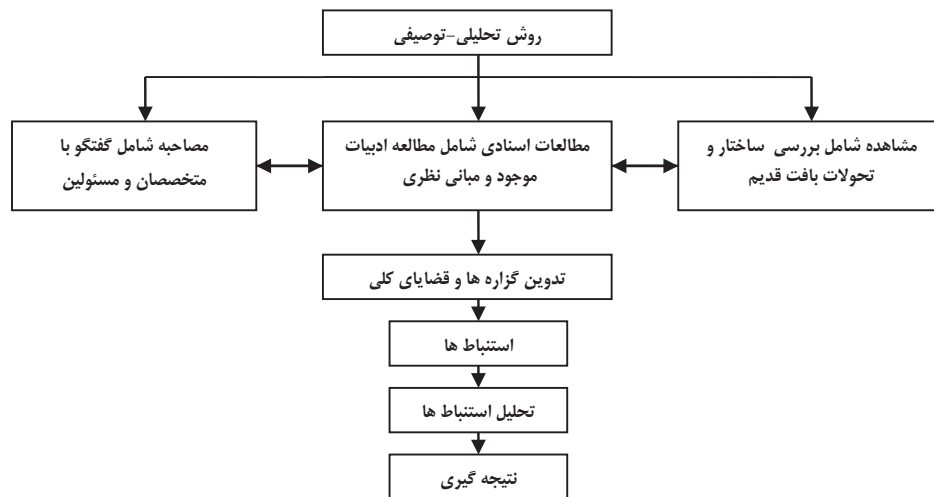 روش تحلیلی-توصیفی
مشاهده شامل بررسی ساختار و
تحولات بافت قدیم
مطالعات اسنادی شامل مطالعه ادبیات
موجود و مبانی نظری
مصاحبه شامل گفتگو با
متخصصان و مسئولین
تدوین گزاره ها و قضایای کلی
استنباط ها
تحلیل استنباط ها
نتیجه گیری